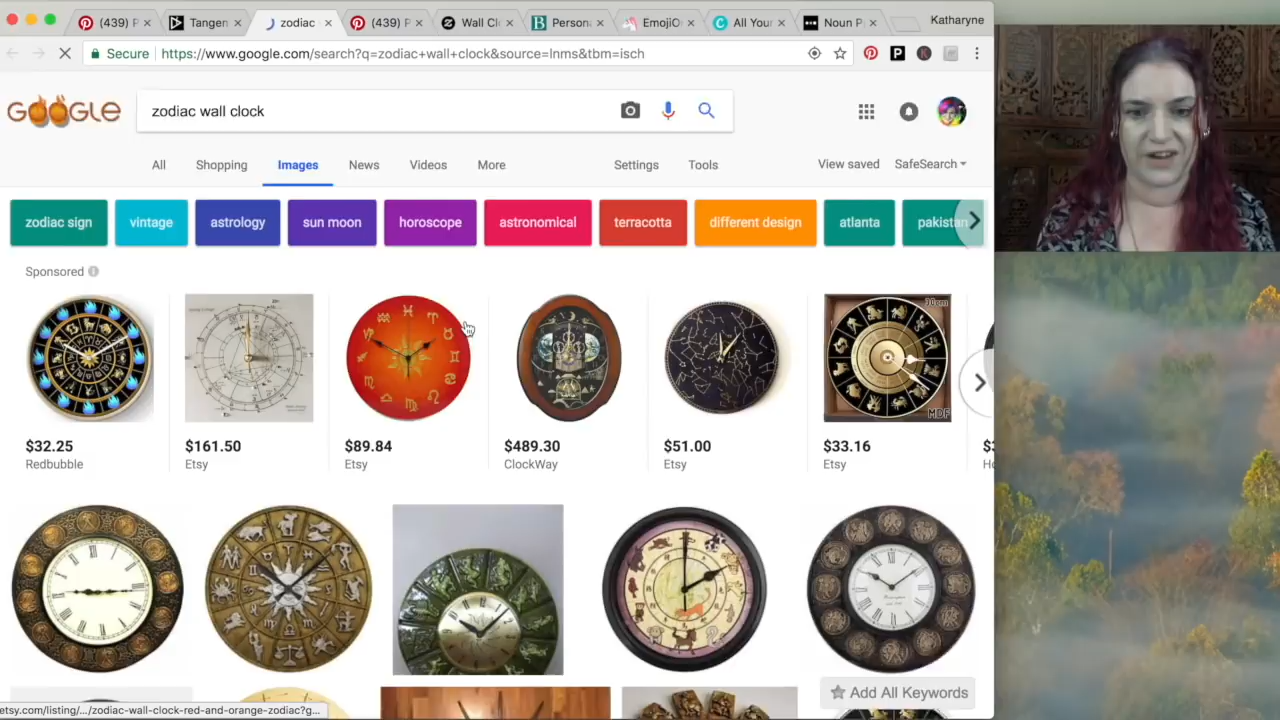 (439) P
Tangen
zodiac
(439) P
Wall Cl
Persona
EmojiO
All Your
Noun P
Katharyne
Secure
https://www.google.com/search?q=zodiac+wall+clock&source=lnms&tbm=isch
GOOGLE
zodiac wall clock
All
Shopping
Images
News
Videos
More
Settings
Tools
View saved
SafeSearch
zodiac sign
vintage
astrology
sun moon
horoscope
astronomical
terracotta
different design
atlanta
pakistan
Sponsored
30cm
MDF
$32.25
$161.50
$89.84
$489.30
$51.00
$33.16
Redbubble
Etsy
Etsy
ClockWay
Etsy
Etsy
Add All Keywords
etsy.com/listing/.../zodiac-wall-clock-red-and-orange-zodiac?g...